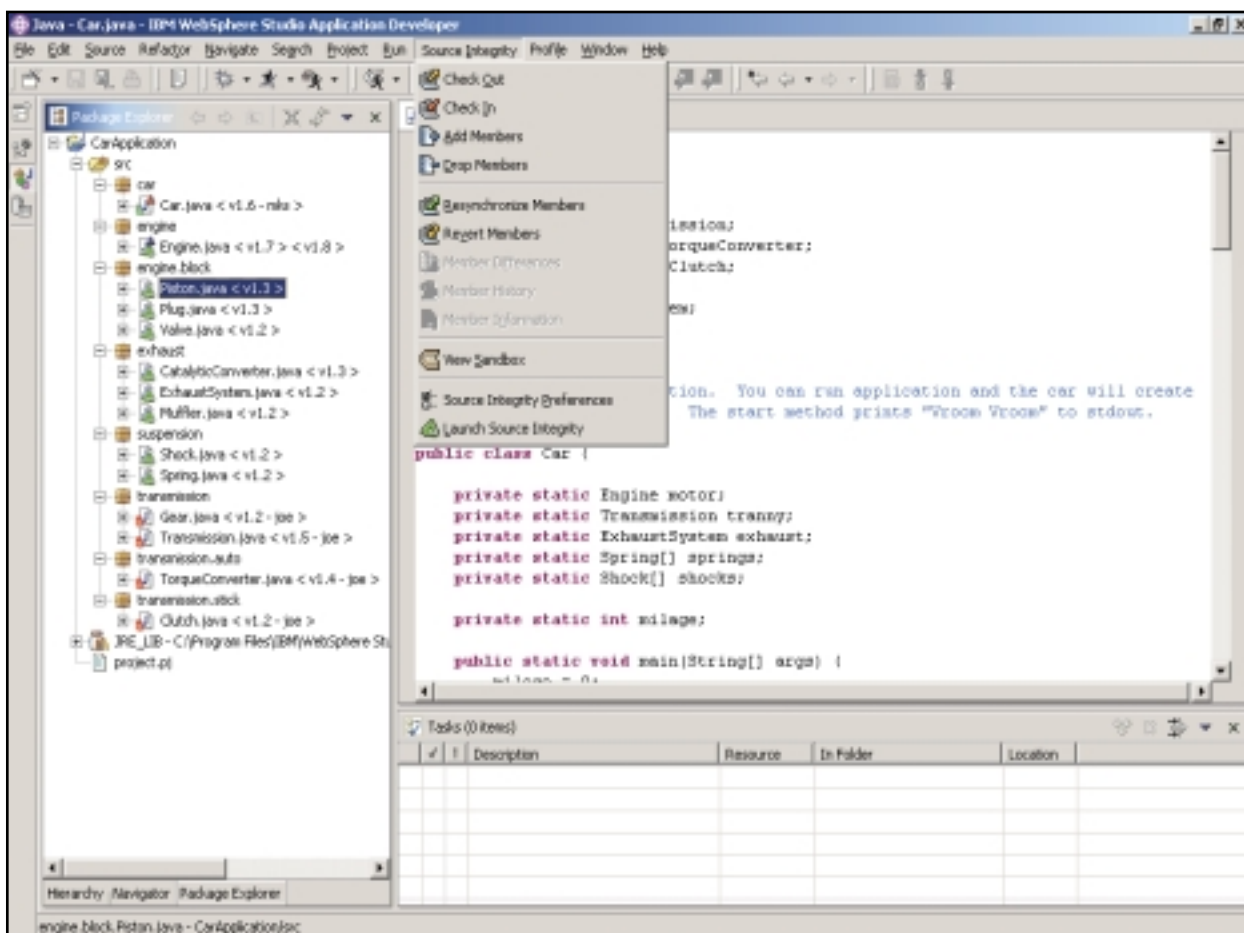 Java - Car.java - IBM WebSphere Studio Application Developer
File Edit Source Refactor Navigate Search Project Run Source Integrity Profile Window Help
Package Explorer
CarApplication
src
car
Car.java < v1.6 - mks >
engine
Engine.java < v1.7 > < v1.8 >
engine.block
Piston.java < v1.3 >
Plug.java < v1.3 >
Valve.java < v1.2 >
exhaust
CatalyticConverter.java < v1.3 >
ExhaustSystem.java < v1.2 >
Muffler.java < v1.2 >
suspension
Shock.java < v1.2 >
Spring.java < v1.2 >
transmission
Gear.java < v1.2 - joe >
Transmission.java < v1.5 - joe >
transmission.auto
TorqueConverter.java < v1.4 - joe >
transmission.stick
Clutch.java < v1.2 - joe >
JRE_LIB - C:\Program Files\IBM\WebSphere Stu
project.pj
Hierarchy Navigator Package Explorer
Check Out
Check In
Add Members
Drop Members
Resynchronize Members
Revert Members
Member Differences
Member History
Member Information
View Sandbox
Source Integrity Preferences
Launch Source Integrity
ission;
orqueConverter;
Clutch;
em;
tion. You can run application and the car will create
The start method prints "Vroom Vroom" to stdout.
public class Car {
private static Engine motor;
private static Transmission tranny;
private static ExhaustSystem exhaust;
private static Spring[] springs;
private static Shock[] shocks;
private static int milage;
public static void main(String[] args) {
milage = 0;
Tasks (0 items)
! Description Resource In Folder Location
engine.block.Piston.java - CarApplication/src